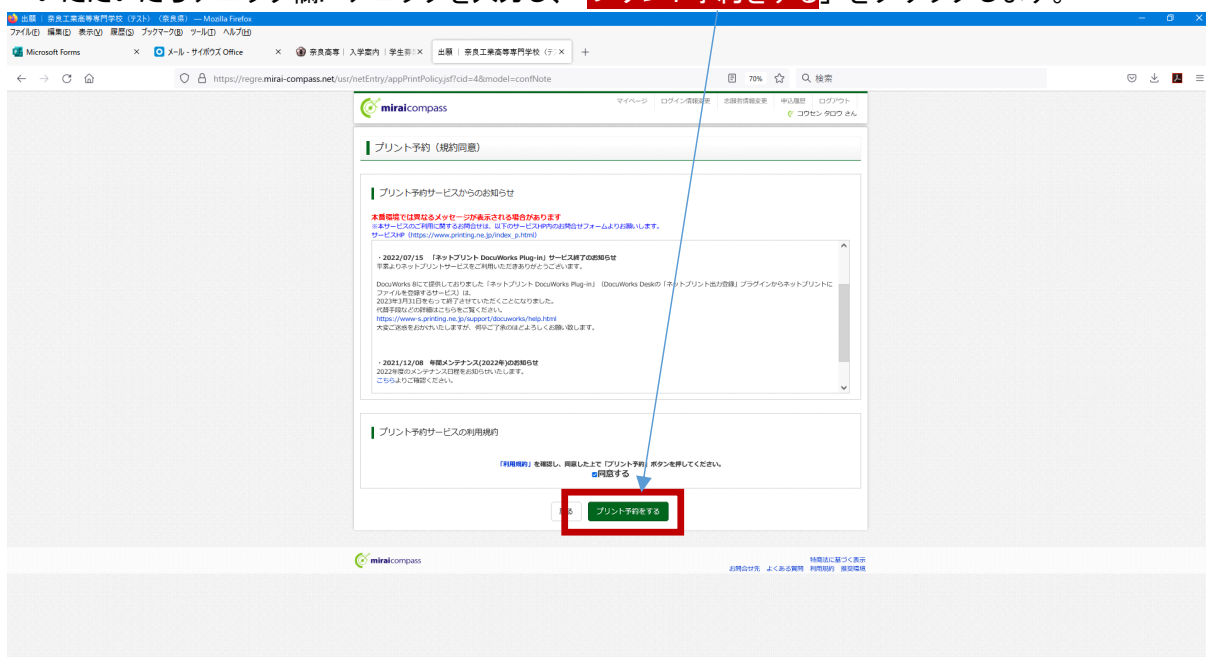 プリント予約をする」をクリックします。
出願 | 奈良工業高等専門学校（テスト）（奈良県） — Mozilla Firefox
ファイル(F) 編集(E) 表示(V) 履歴(S) ブックマーク(B) ツール(T) ヘルプ(H)
Microsoft Forms × メール - サイボウズ Office × 奈良高専 | 入学案内 | 学生募 × 出願 | 奈良工業高等専門学校（テ × +
https://regre.mirai-compass.net/usr/netEntry/appPrintPolicy.jsf?cid=4&model=confNote 70% 検索
miraicompass
マイページ ログイン情報変更 志願者情報変更 申込履歴 ログアウト
コウセン タロウ さん
プリント予約（規約同意）
プリント予約サービスからのお知らせ
本番環境では異なるメッセージが表示される場合があります
※本サービスのご利用に関するお問合せは、以下のサービスHP内のお問合せフォームよりお願いします。
サービスHP（https://www.printing.ne.jp/index_p.html）
・2022/07/15 「ネットプリント DocuWorks Plug-in」サービス終了のお知らせ
平素よりネットプリントサービスをご利用いただきありがとうございます。
DocuWorks 8にて提供しておりました「ネットプリント DocuWorks Plug-in」（DocuWorks Deskの「ネットプリント出力登録」プラグインからネットプリントに
ファイルを登録するサービス）は、
2023年3月31日をもって終了させていただくことになりました。
代替手段などの詳細はこちらをご覧ください。
https://www-s.printing.ne.jp/support/docuworks/help.html
大変ご迷惑をおかけいたしますが、何卒ご了承のほどよろしくお願い致します。
・2021/12/08 年間メンテナンス(2022年)のお知らせ
2022年度のメンテナンス日程をお知らせいたします。
こちらよりご確認ください。
プリント予約サービスの利用規約
「利用規約」を確認し、同意した上で「プリント予約」ボタンを押してください。
同意する
プリント予約をする
miraicompass
特商法に基づく表示
お問合せ先 よくある質問 利用規約 推奨環境